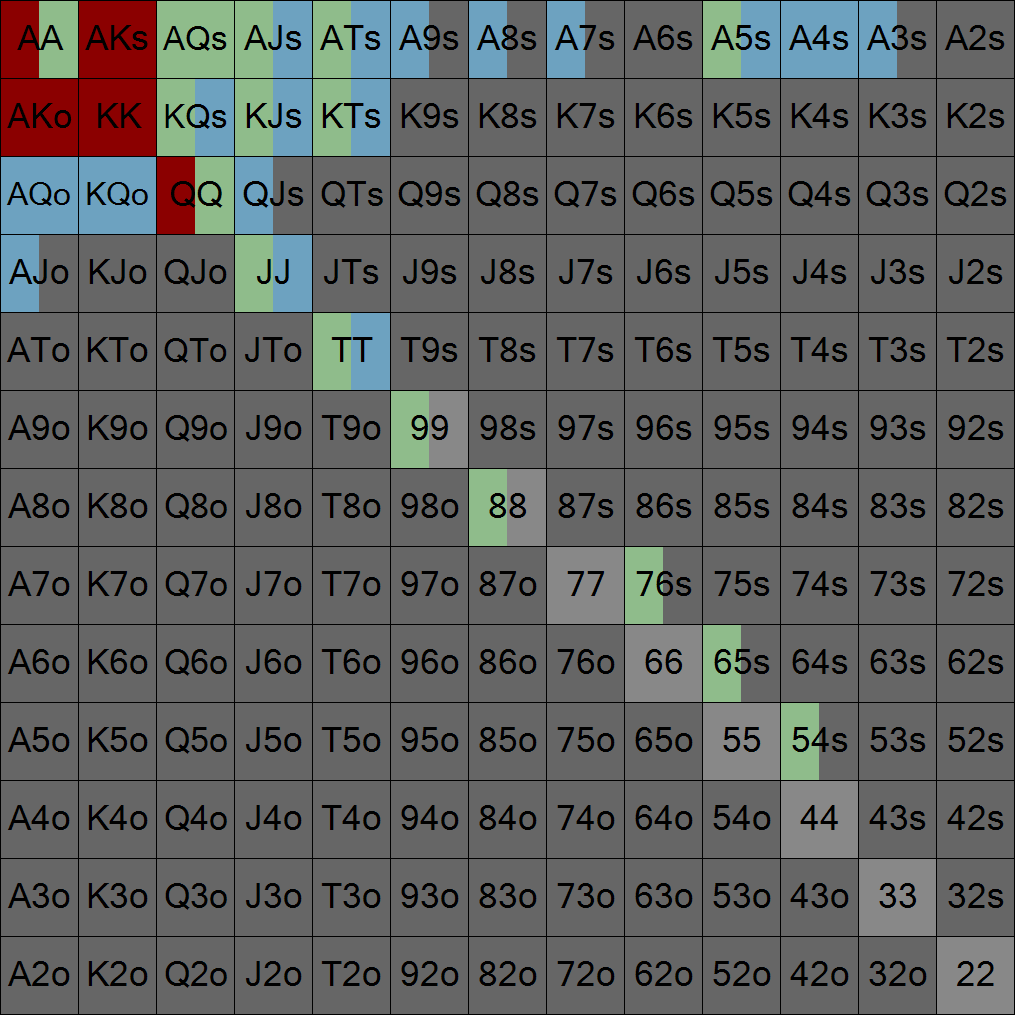 AA AKs AQs AJs ATs A9s A8s A7s A6s A5s A4s A3s A2s
AKo KK KQs KJs KTs K9s K8s K7s K6s K5s K4s K3s K2s
AQo KQo QQ QJs QTs Q9s Q8s Q7s Q6s Q5s Q4s Q3s Q2s
AJo KJo QJo JJ JTs J9s J8s J7s J6s J5s J4s J3s J2s
ATo KTo QTo JTo TT T9s T8s T7s T6s T5s T4s T3s T2s
A9o K9o Q9o J9o T9o 99 98s 97s 96s 95s 94s 93s 92s
A8o K8o Q8o J8o T8o 98o 88 87s 86s 85s 84s 83s 82s
A7o K7o Q7o J7o T7o 97o 87o 77 76s 75s 74s 73s 72s
A6o K6o Q6o J6o T6o 96o 86o 76o 66 65s 64s 63s 62s
A5o K5o Q5o J5o T5o 95o 85o 75o 65o 55 54s 53s 52s
A4o K4o Q4o J4o T4o 94o 84o 74o 64o 54o 44 43s 42s
A3o K3o Q3o J3o T3o 93o 83o 73o 63o 53o 43o 33 32s
A2o K2o Q2o J2o T2o 92o 82o 72o 62o 52o 42o 32o 22